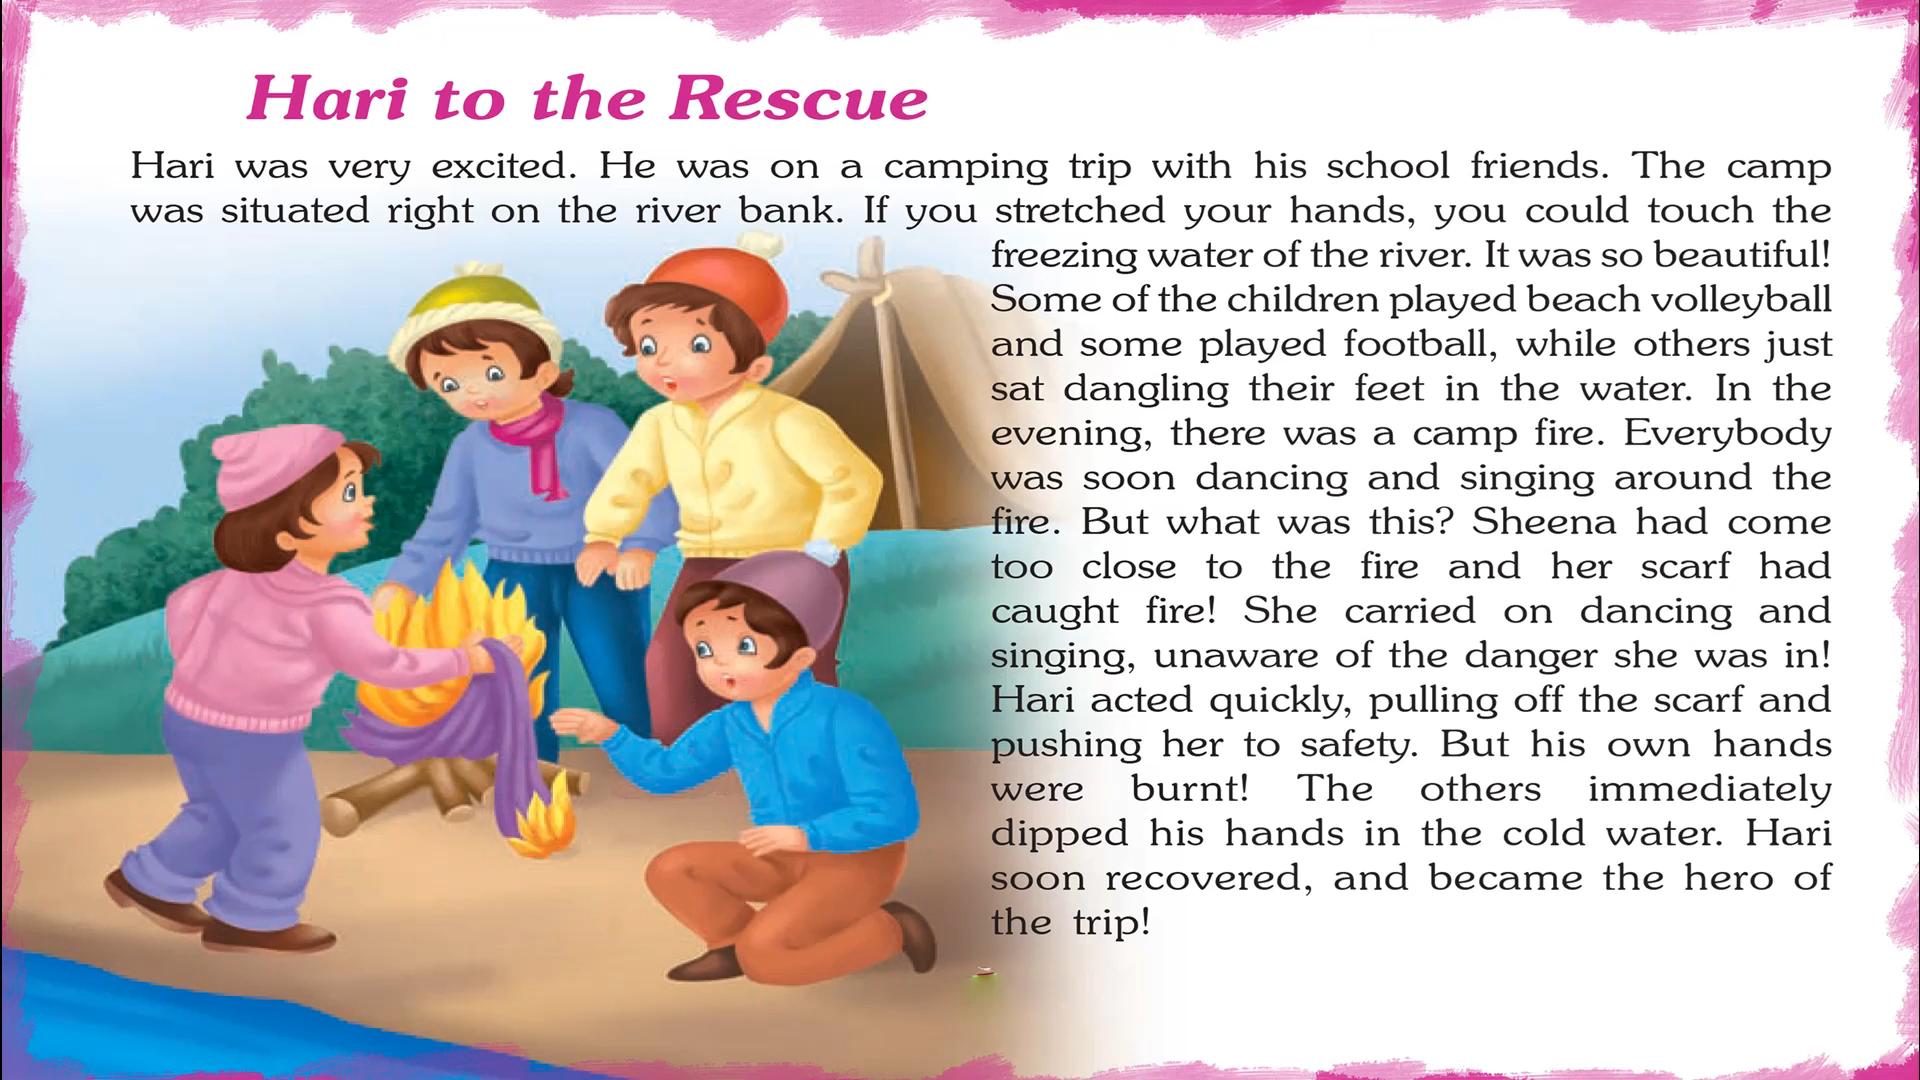 Hari to the Rescue
Hari was very excited. He was on a camping trip with his school friends. The camp
was situated right on the river bank. If you stretched your hands, you could touch the
freezing water of the river. It was so beautiful!
Some of the children played beach volleyball
and some played football, while others just
sat dangling their feet in the water. In the
evening, there was a camp fire. Everybody
was soon dancing and singing around the
fire. But what was this? Sheena had come
too close to the fire and her scarf had
caught fire! She carried on dancing and
singing, unaware of the danger she was in!
Hari acted quickly, pulling off the scarf and
pushing her to safety. But his own hands
were burnt! The others immediately
dipped his hands in the cold water. Hari
soon recovered, and became the hero of
the trip!